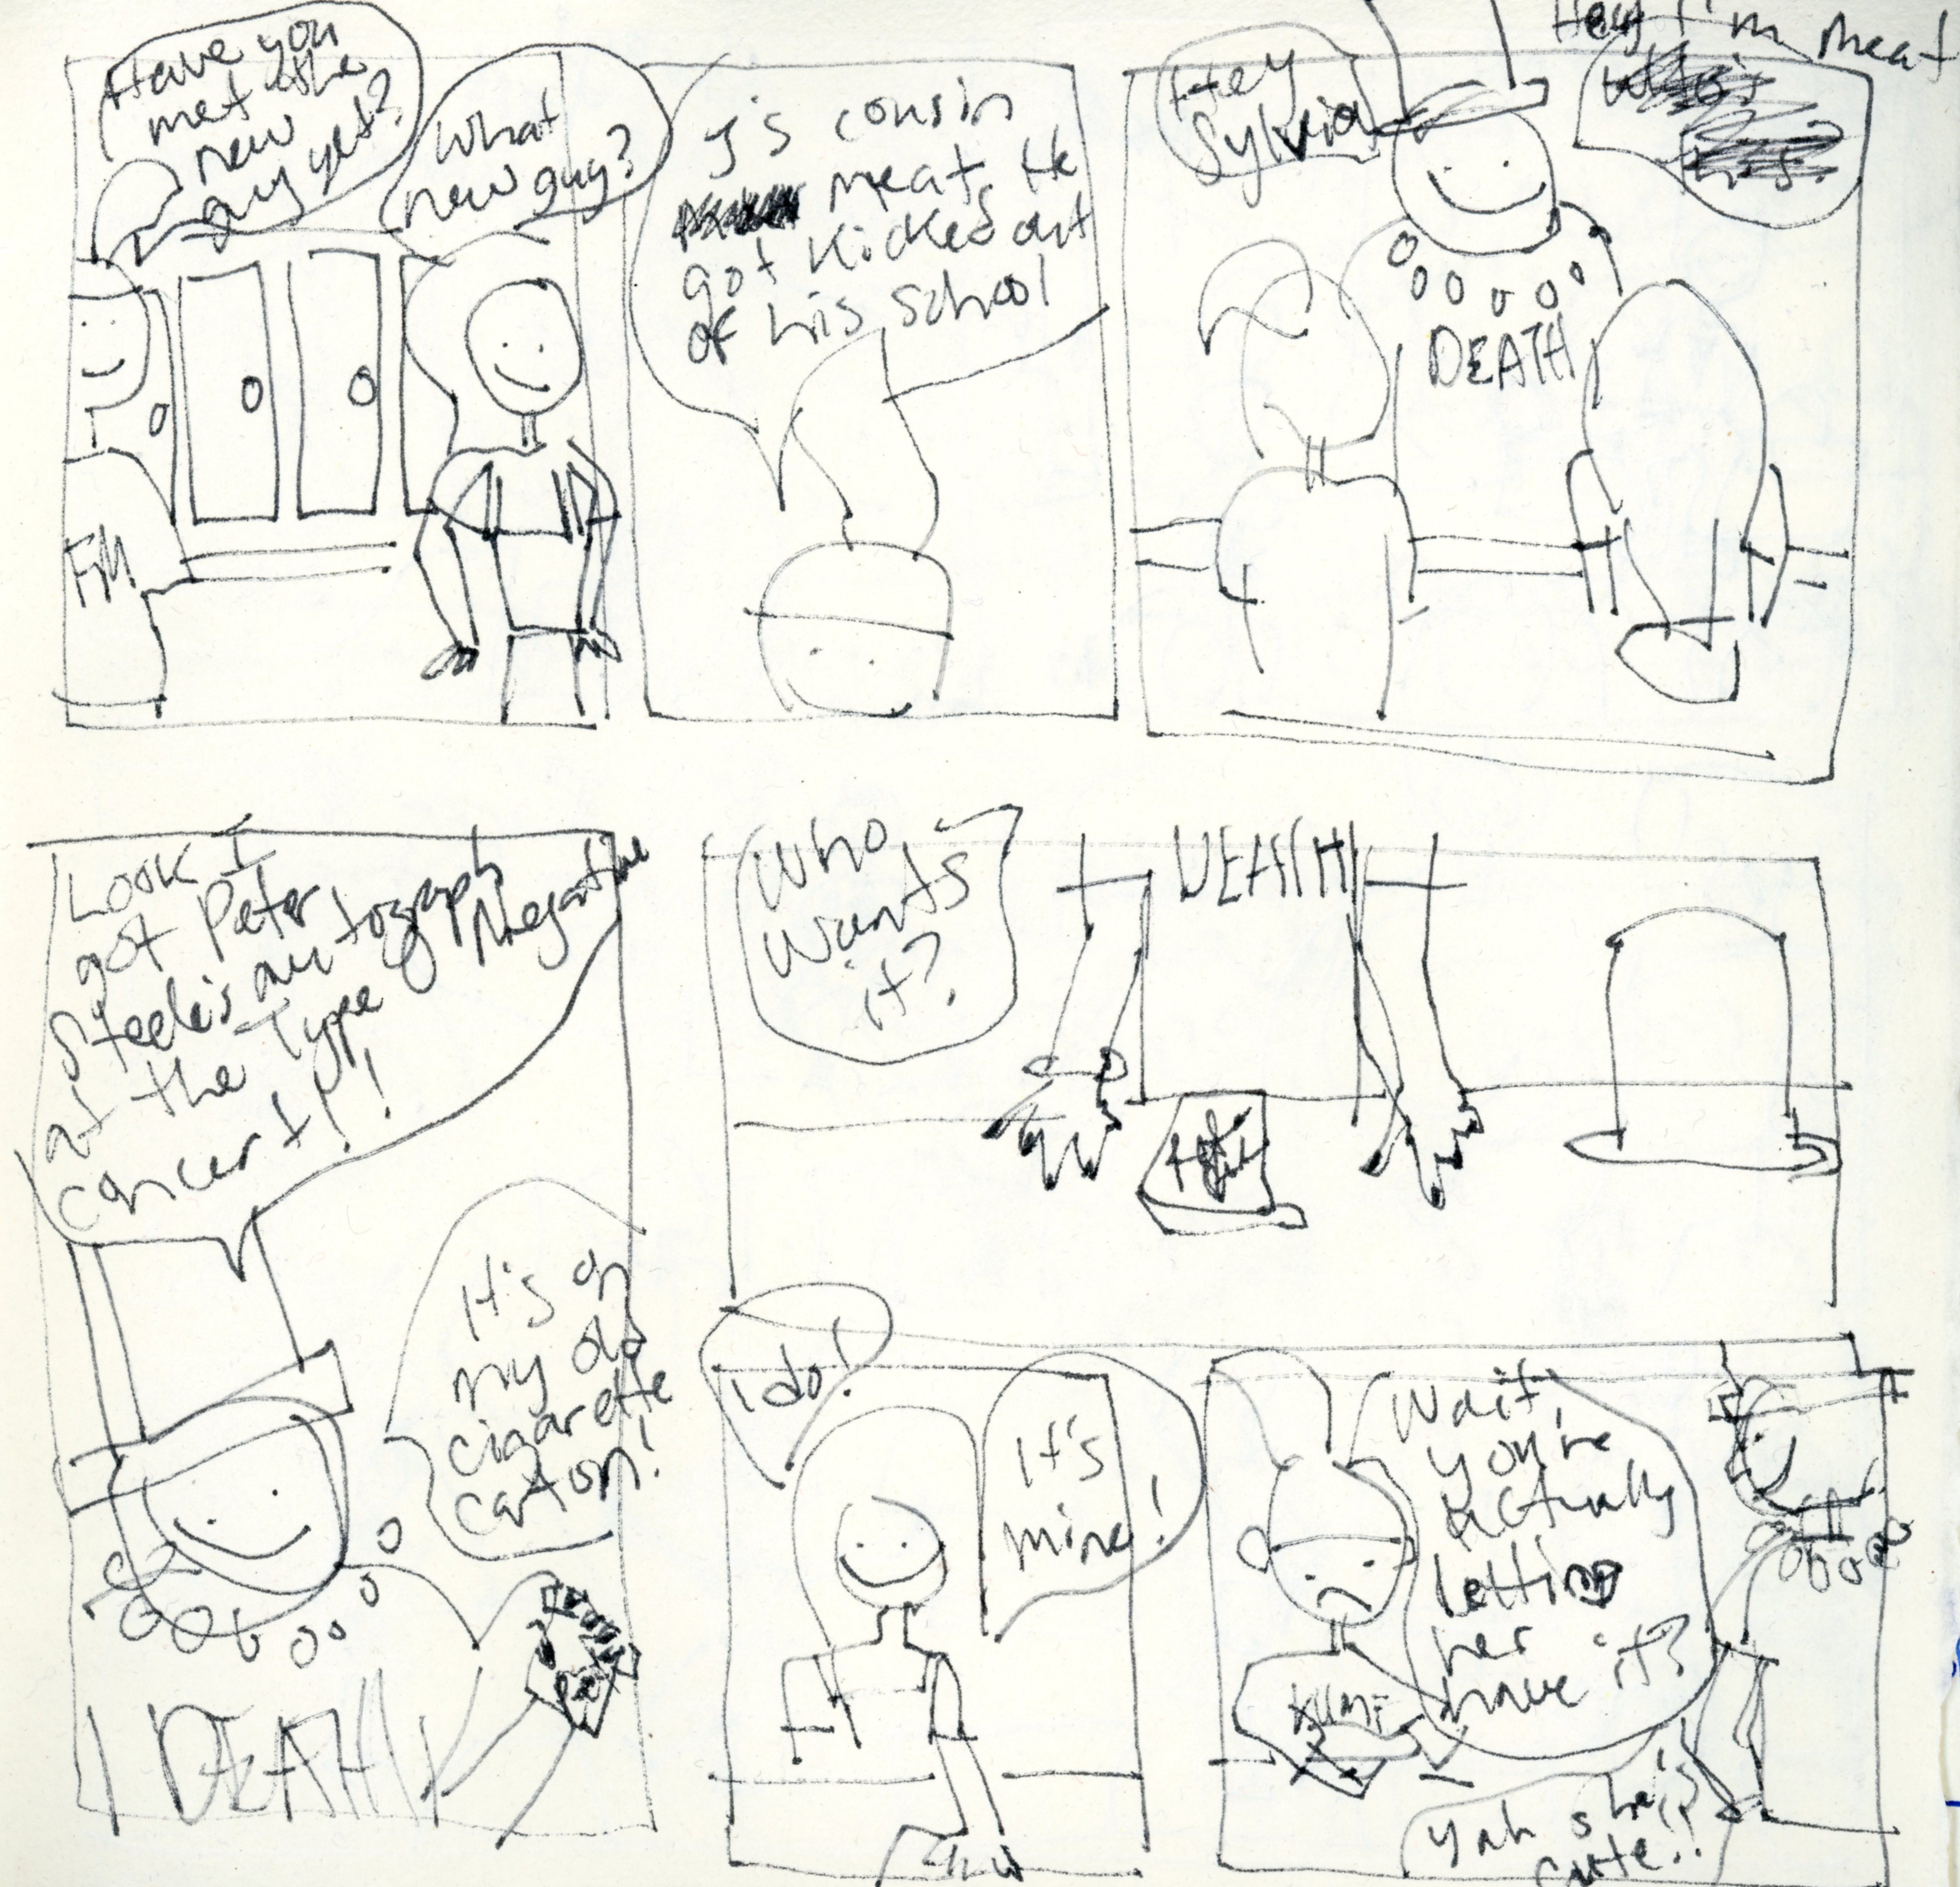 Have you
met the
new
guy yet?
What
new guy?
FM
J's cousin
meat, He
got kicked out
of his school
Hey
Sylvia
Hey I'm meat
DEATH
Look I
got Peter
Steele's autograph
at the Type Negative
concert!!
It's on
my old
cigarette
carton!
DEATH
Who
wants
it?
DEATH
i do!
It's
mine!
Wait,
you're
actually
letting
her
have it?
Yah she's
cute..